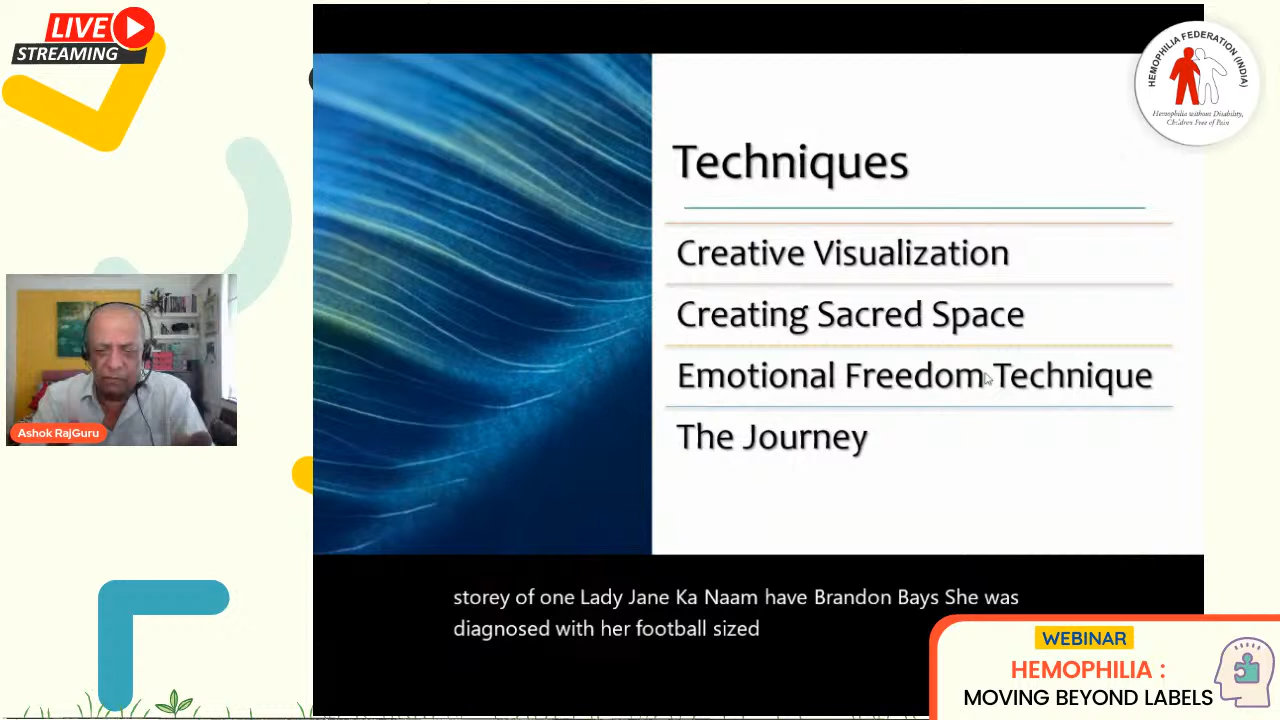 LIVE
STREAMING
HEMOPHILIA FEDERATION (INDIA)
Hemophilia without Disability,
Children Free of Pain
Techniques
Creative Visualization
Creating Sacred Space
Emotional Freedom Technique
The Journey
Ashok RajGuru
storey of one Lady Jane Ka Naam have Brandon Bays She was
diagnosed with her football sized
WEBINAR
HEMOPHILIA :
MOVING BEYOND LABELS